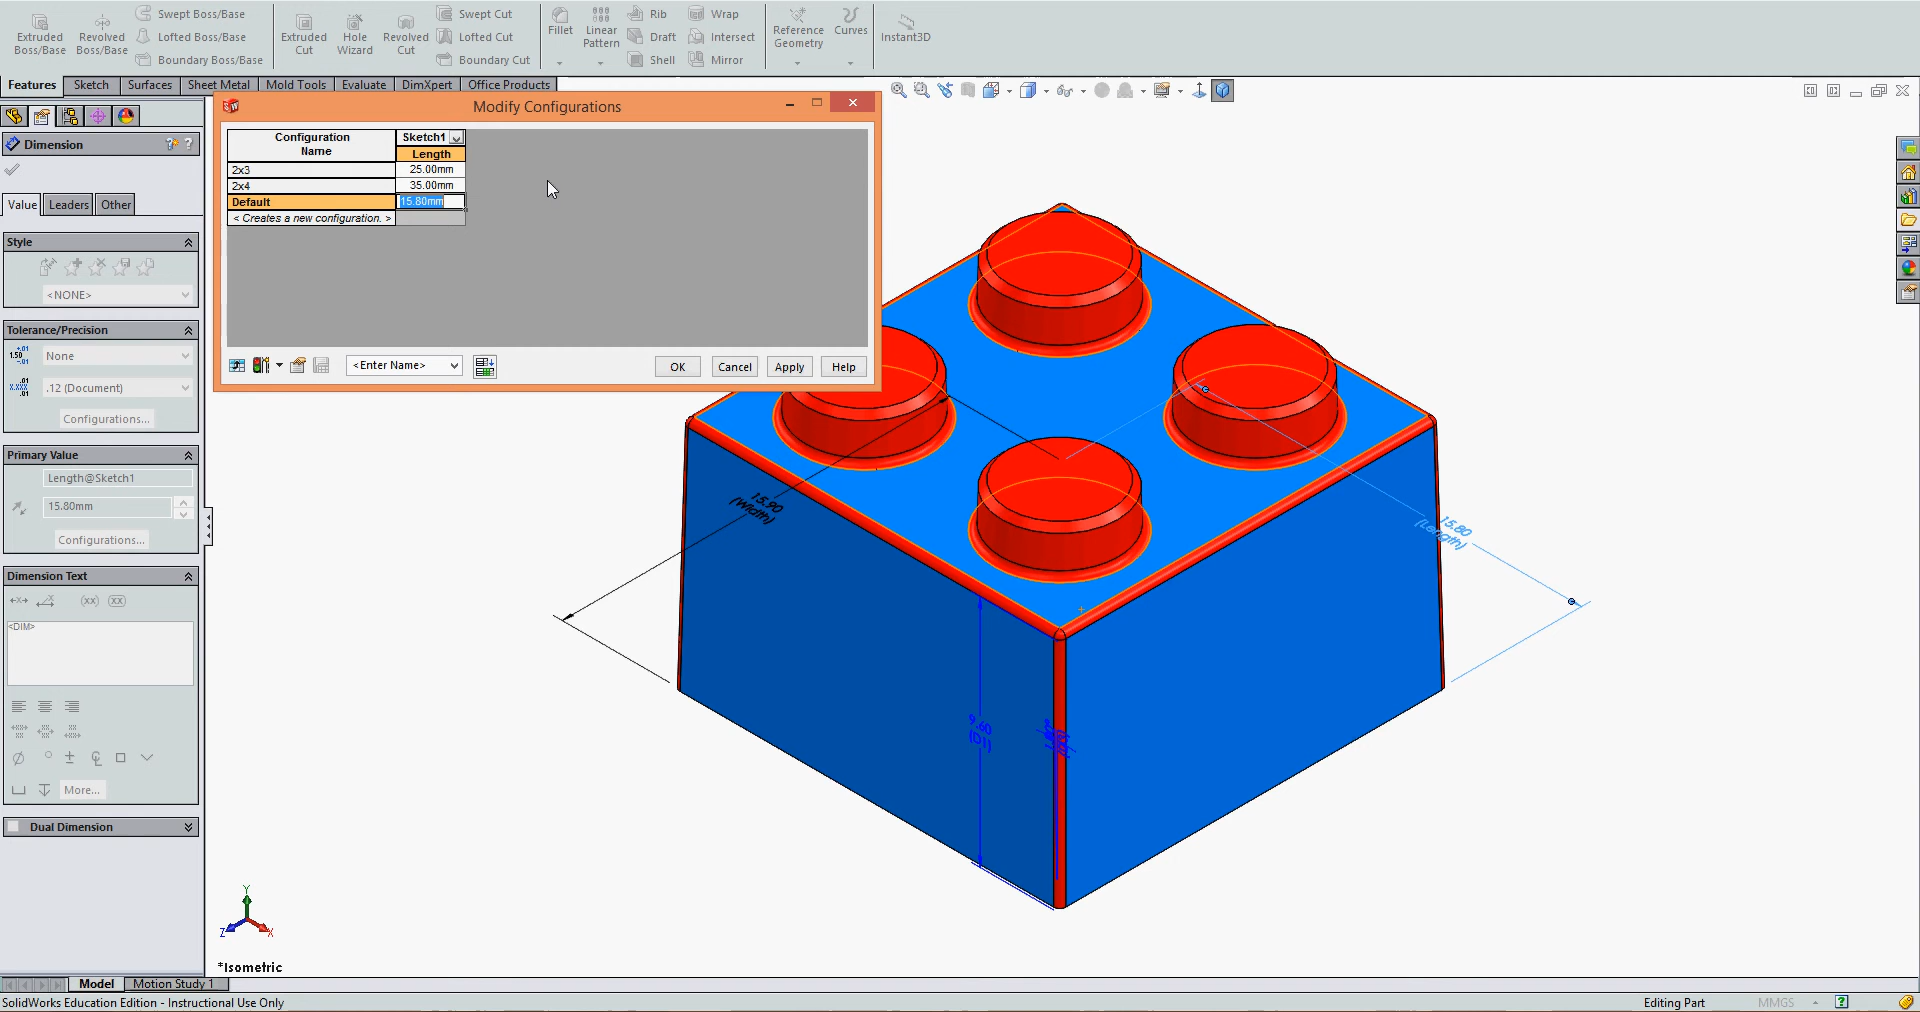 Extruded Boss/Base
Revolved Boss/Base
Swept Boss/Base
Lofted Boss/Base
Boundary Boss/Base
Extruded Cut
Hole Wizard
Revolved Cut
Swept Cut
Lofted Cut
Boundary Cut
Fillet
Linear Pattern
Rib
Draft
Shell
Wrap
Intersect
Mirror
Reference Geometry
Curves
Instant3D
Features Sketch Surfaces Sheet Metal Mold Tools Evaluate DimXpert Office Products
Dimension
Value Leaders Other
Style
<NONE>
Tolerance/Precision
None
.12 (Document)
Configurations...
Primary Value
Length@Sketch1
15.80mm
Configurations...
Dimension Text
<DIM>
More...
Dual Dimension
Modify Configurations
Configuration Name Sketch1
Length
2x3 25.00mm
2x4 35.00mm
Default 15.80mm
< Creates a new configuration. >
<Enter Name> OK Cancel Apply Help
15.90
(Width)
15.80
(Length)
9.60
(D1)
Y
Z X
*Isometric
Model Motion Study 1
SolidWorks Education Edition - Instructional Use Only
Editing Part MMGS